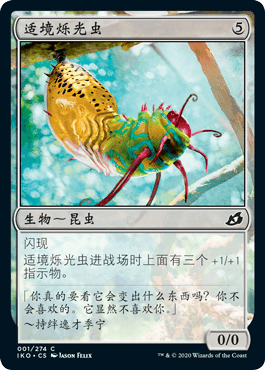 适境烁光虫 5
生物～昆虫
闪现
适境烁光虫进战场时上面有三个 +1/+1
指示物。
「你真的要看它会变出什么东西吗？你不
会喜欢的。它显然不喜欢你。」
～持绊逸才李宁
0/0
001/274 C
IKO • CS JASON FELIX
™ & © 2020 Wizards of the Coast